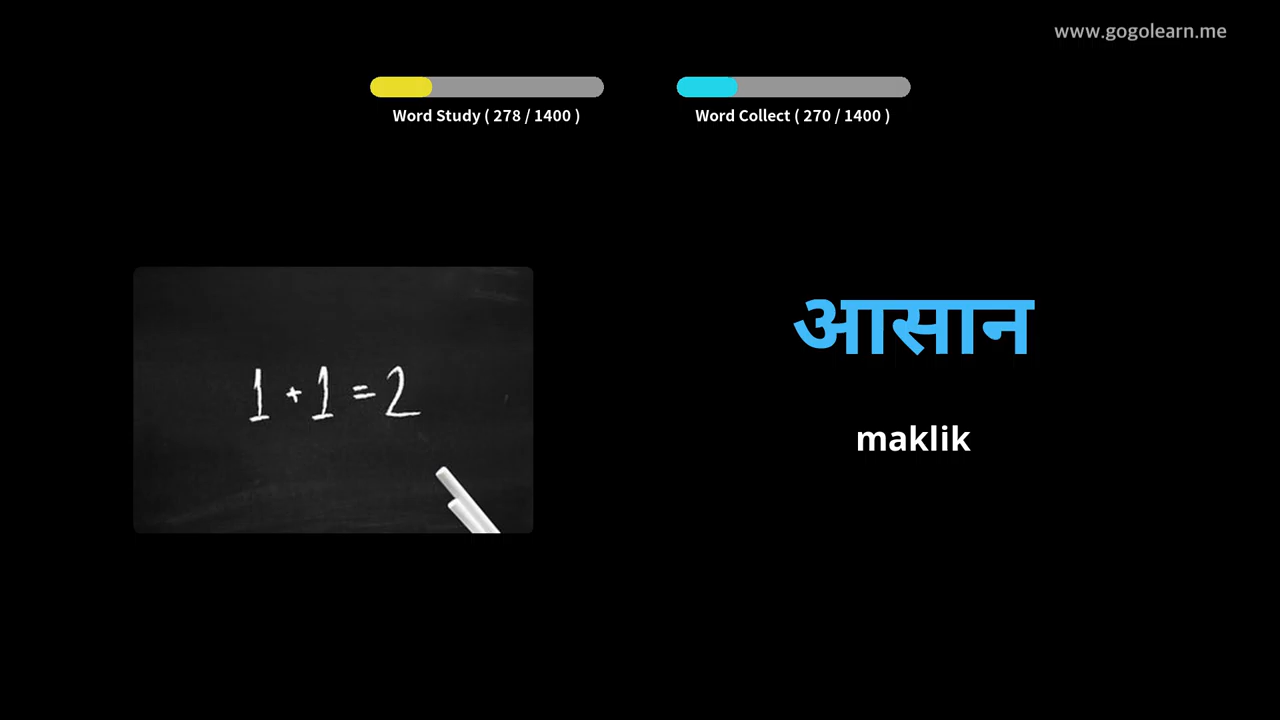 www.gogolearn.me
Word Study ( 278 / 1400 )
Word Collect ( 270 / 1400 )
1 + 1 = 2
आसान
maklik